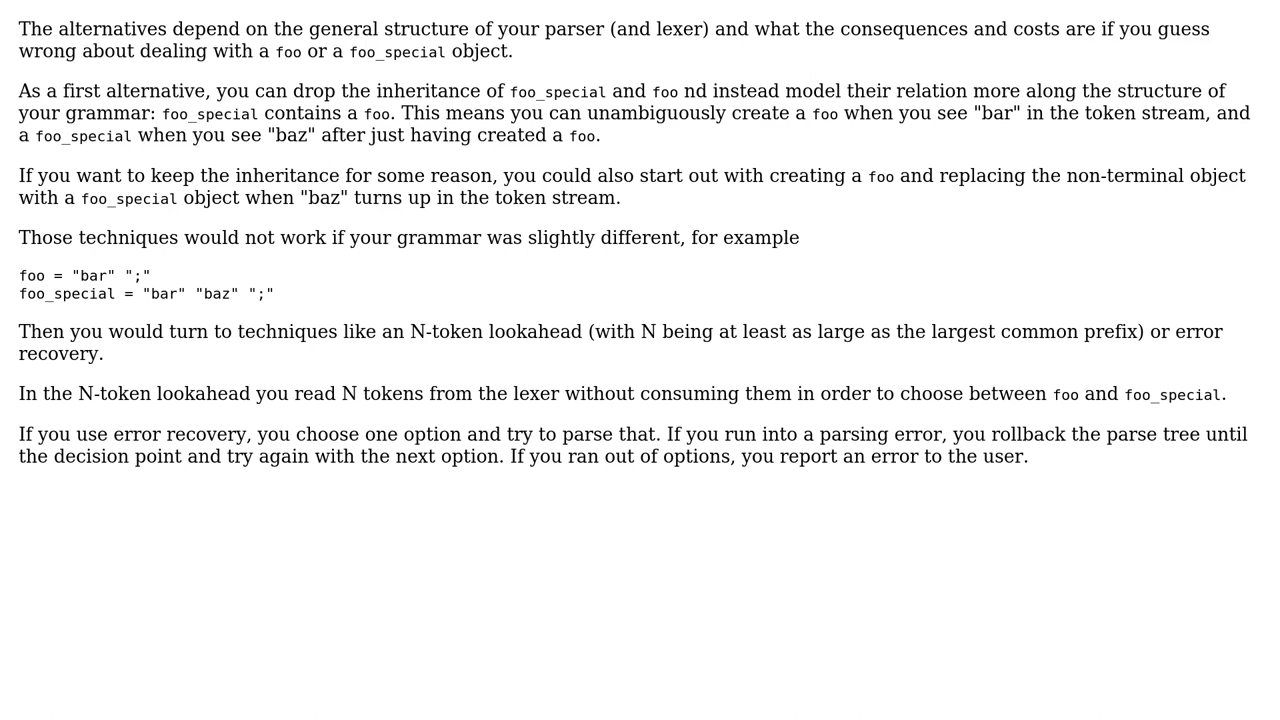 The alternatives depend on the general structure of your parser (and lexer) and what the consequences and costs are if you guess
wrong about dealing with a foo or a foo_special object.
As a first alternative, you can drop the inheritance of foo_special and foo nd instead model their relation more along the structure of
your grammar: foo_special contains a foo. This means you can unambiguously create a foo when you see "bar" in the token stream, and
a foo_special when you see "baz" after just having created a foo.
If you want to keep the inheritance for some reason, you could also start out with creating a foo and replacing the non-terminal object
with a foo_special object when "baz" turns up in the token stream.
Those techniques would not work if your grammar was slightly different, for example
foo = "bar" ";"
foo_special = "bar" "baz" ";"
Then you would turn to techniques like an N-token lookahead (with N being at least as large as the largest common prefix) or error
recovery.
In the N-token lookahead you read N tokens from the lexer without consuming them in order to choose between foo and foo_special.
If you use error recovery, you choose one option and try to parse that. If you run into a parsing error, you rollback the parse tree until
the decision point and try again with the next option. If you ran out of options, you report an error to the user.